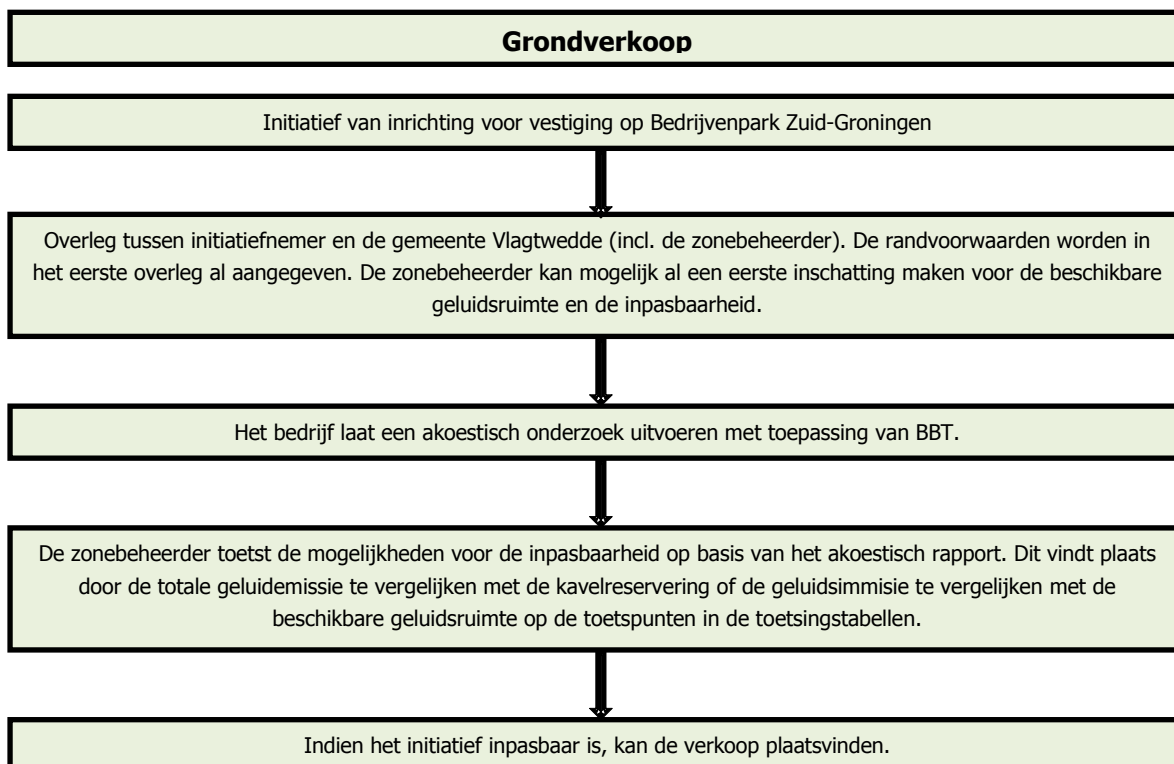 Grondverkoop
Initiatief van inrichting voor vestiging op Bedrijvenpark Zuid-Groningen
Overleg tussen initiatiefnemer en de gemeente Vlagtwedde (incl. de zonebeheerder). De randvoorwaarden worden in
het eerste overleg al aangegeven. De zonebeheerder kan mogelijk al een eerste inschatting maken voor de beschikbare
geluidsruimte en de inpasbaarheid.
Het bedrijf laat een akoestisch onderzoek uitvoeren met toepassing van BBT.
De zonebeheerder toetst de mogelijkheden voor de inpasbaarheid op basis van het akoestisch rapport. Dit vindt plaats
door de totale geluidemissie te vergelijken met de kavelreservering of de geluidsimmisie te vergelijken met de
beschikbare geluidsruimte op de toetspunten in de toetsingstabellen.
Indien het initiatief inpasbaar is, kan de verkoop plaatsvinden.